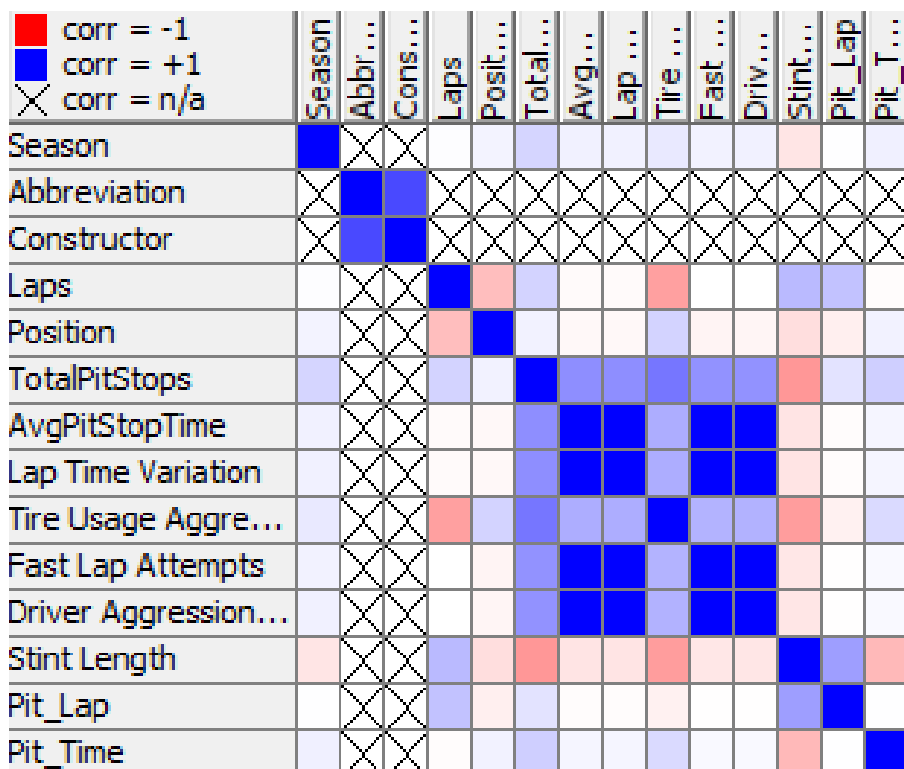 corr = -1
corr = +1
corr = n/a
Season
Abbr...
Cons...
Laps
Posit...
Total...
Avg...
Lap ...
Tire ...
Fast ...
Driv...
Stint...
Pit_Lap
Pit_T...
Season
Abbreviation
Constructor
Laps
Position
TotalPitStops
AvgPitStopTime
Lap Time Variation
Tire Usage Aggre...
Fast Lap Attempts
Driver Aggression...
Stint Length
Pit_Lap
Pit_Time